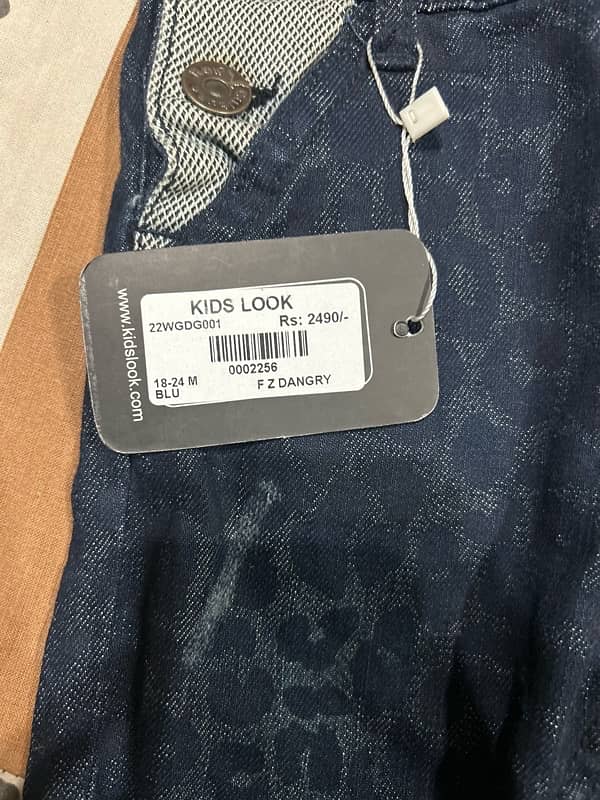 www.kidslook.com
KIDS LOOK
22WGDG001
Rs: 2490/-
0002256
18-24 M
F Z DANGRY
BLU